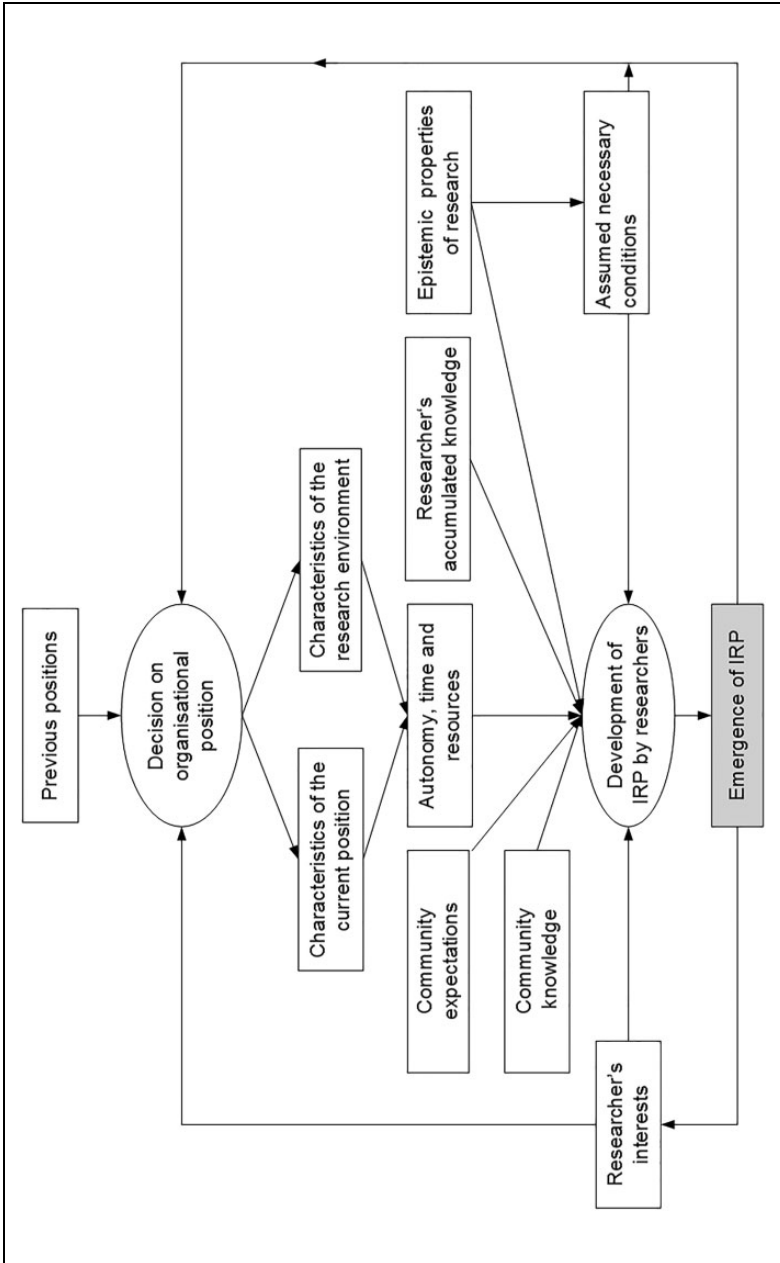 Previous positions
Decision on
organisational
position
Characteristics of the
current position
Characteristics of the
research environment
Community
expectations
Autonomy, time and
resources
Researcher's
accumulated knowledge
Epistemic properties
of research
Community
knowledge
Researcher's
interests
Development of
IRP by researchers
Assumed necessary
conditions
Emergence of IRP